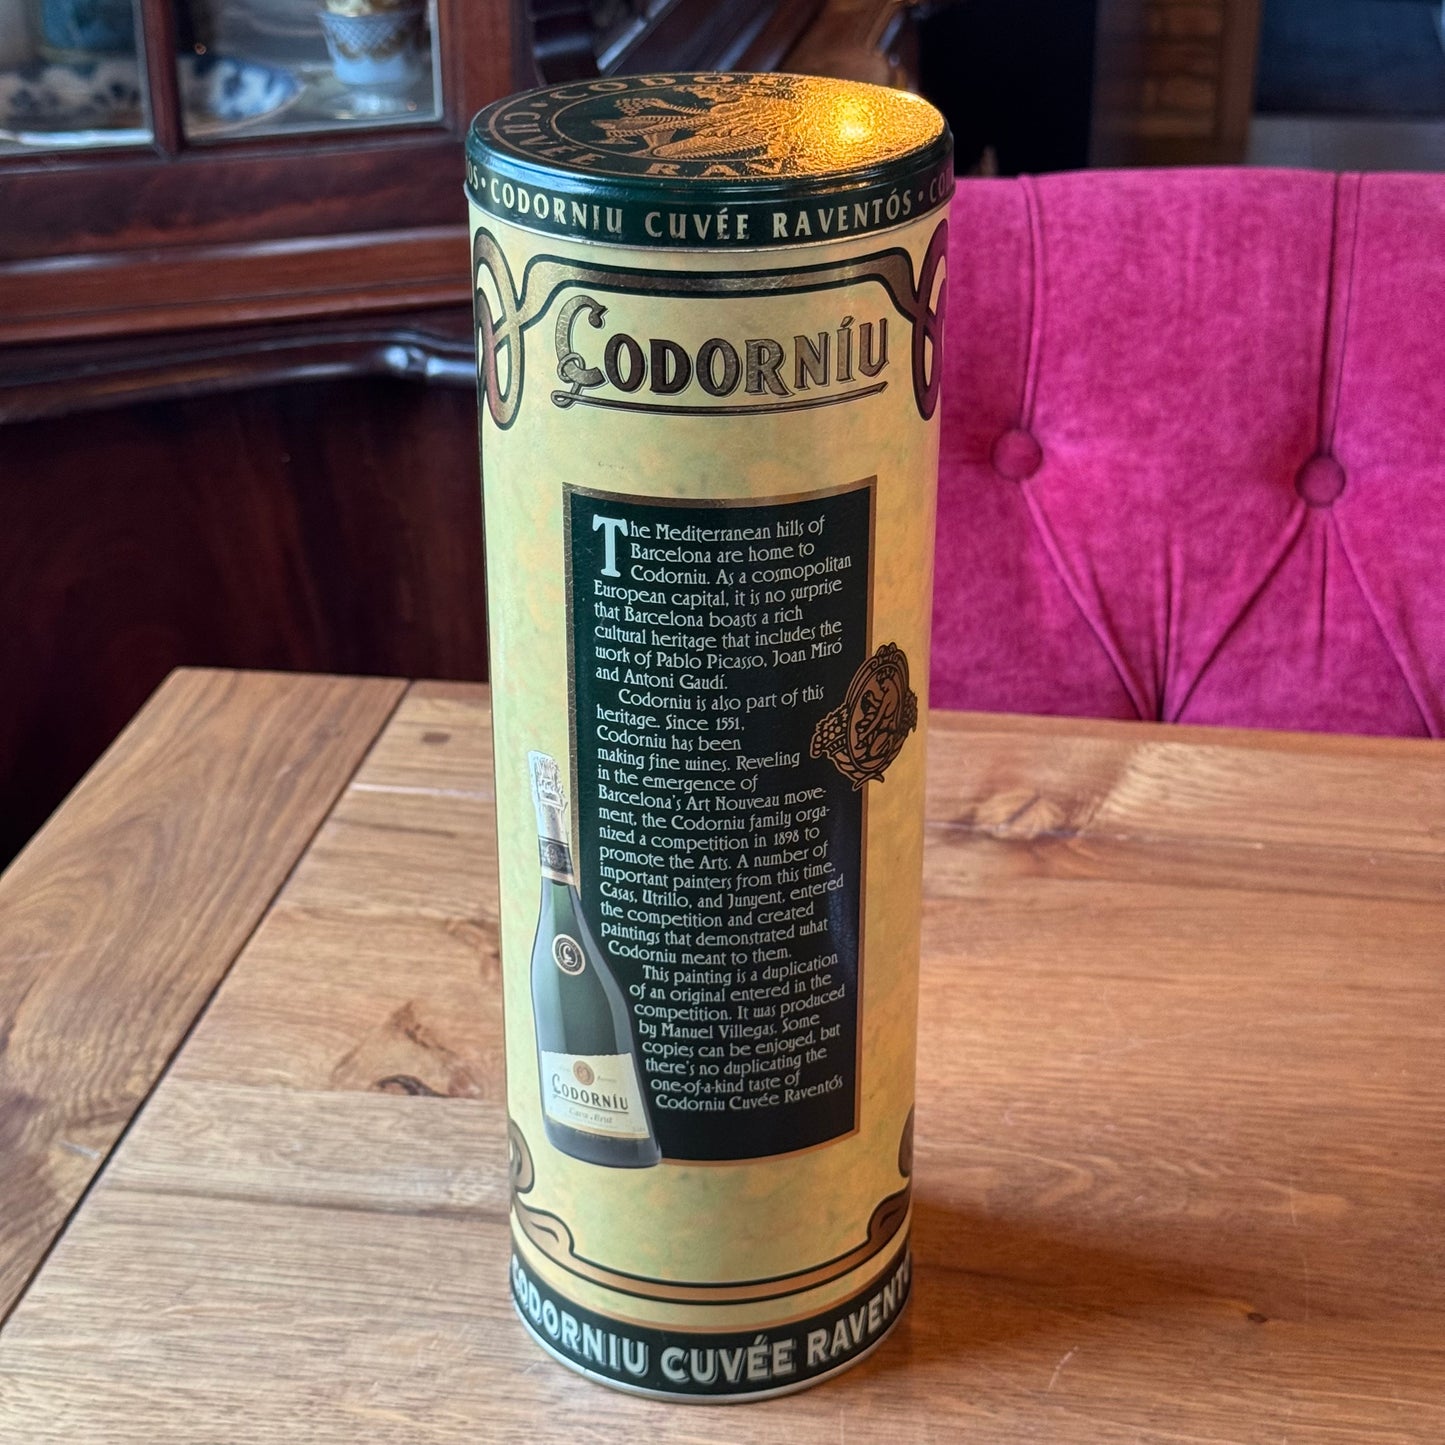 CODORNIU
CUVÉE RA
CODORNIU CUVÉE RAVENTÓS
CODORNÍU
The Mediterranean hills of
Barcelona are home to
Codorniu. As a cosmopolitan
European capital, it is no surprise
that Barcelona boasts a rich
cultural heritage that includes the
work of Pablo Picasso, Joan Miró
and Antoni Gaudí.
Codorniu is also part of this
heritage. Since 1551,
Codorniu has been
making fine wines. Reveling
in the emergence of
Barcelona's Art Nouveau move-
ment, the Codorniu family orga-
nized a competition in 1898 to
promote the Arts. A number of
important painters from this time,
Casas, Utrillo, and Junyent, entered
the competition and created
paintings that demonstrated what
Codorniu meant to them.
This painting is a duplication
of an original entered in the
competition. It was produced
by Manuel Villegas. Some
copies can be enjoyed, but
there's no duplicating the
one-of-a-kind taste of
Codorniu Cuvée Raventós
CODORNÍU
Cava Brut
CODORNIU CUVÉE RAVENTÓ